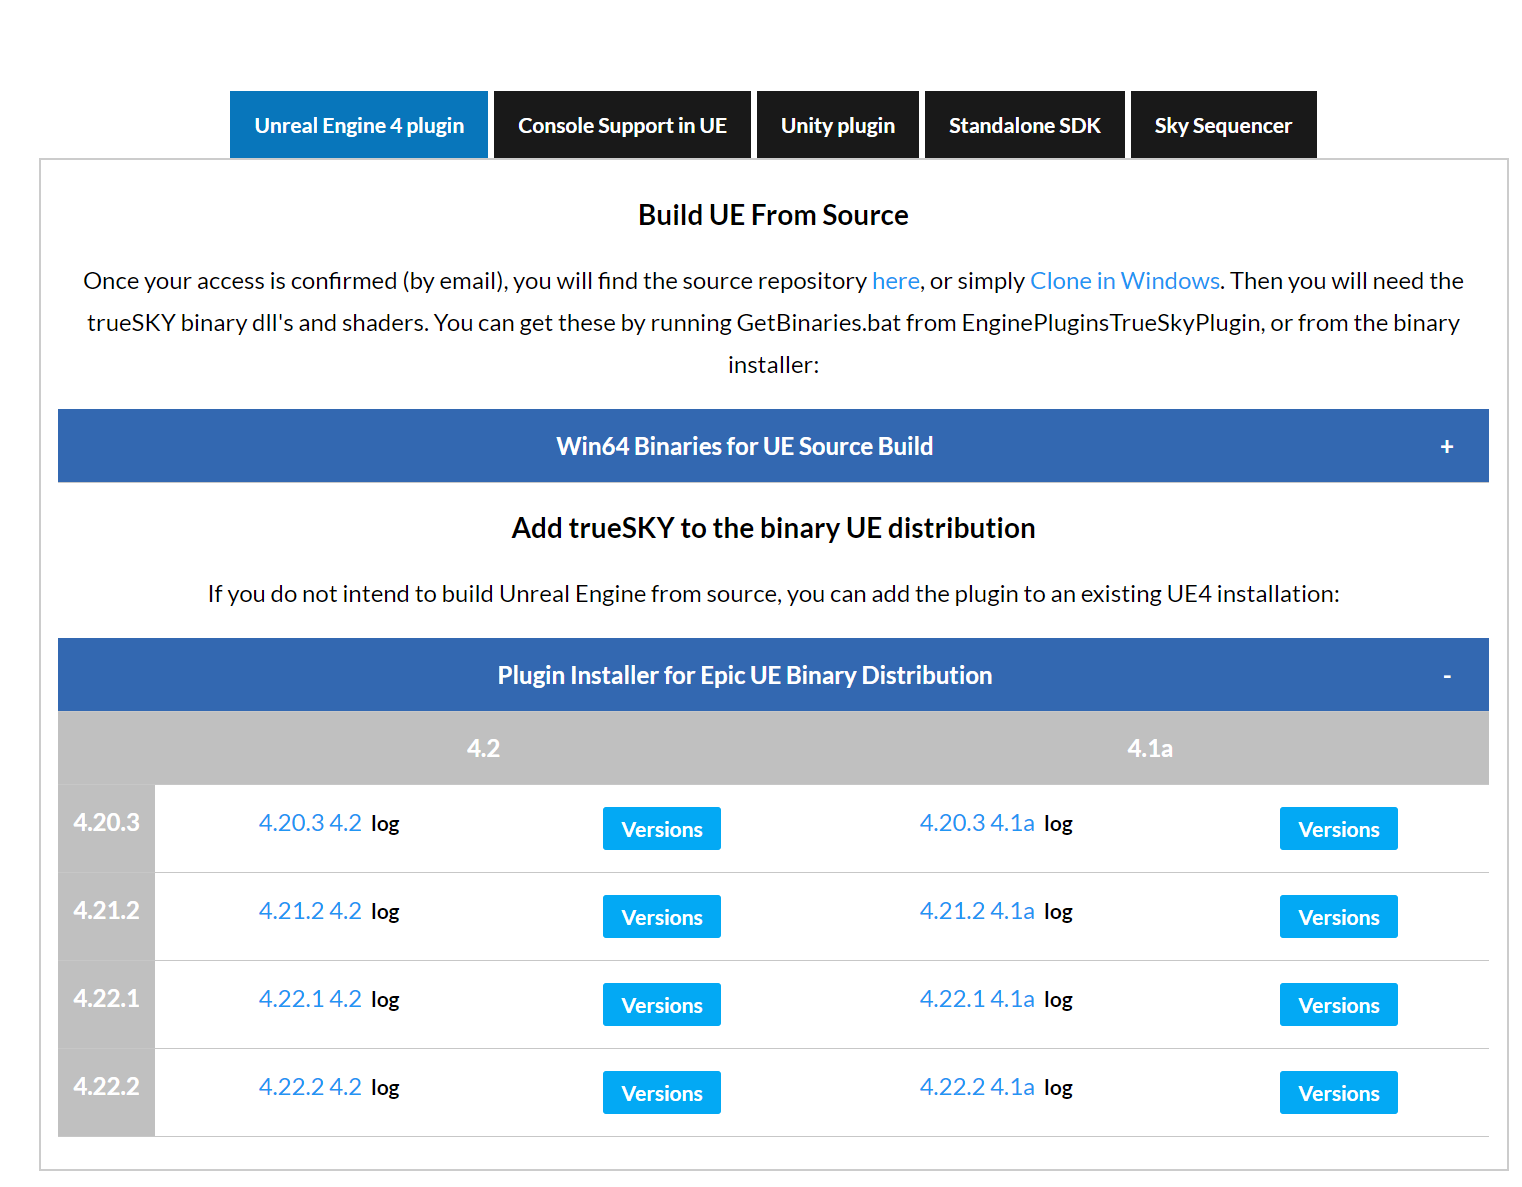 Unreal Engine 4 plugin
Console Support in UE
Unity plugin
Standalone SDK
Sky Sequencer
Build UE From Source
Once your access is confirmed (by email), you will find the source repository here, or simply Clone in Windows. Then you will need the
trueSKY binary dll's and shaders. You can get these by running GetBinaries.bat from EnginePluginsTrueSkyPlugin, or from the binary
installer:
Win64 Binaries for UE Source Build +
Add trueSKY to the binary UE distribution
If you do not intend to build Unreal Engine from source, you can add the plugin to an existing UE4 installation:
Plugin Installer for Epic UE Binary Distribution -
4.2 4.1a
4.20.3 4.20.3 4.2 log Versions 4.20.3 4.1a log Versions
4.21.2 4.21.2 4.2 log Versions 4.21.2 4.1a log Versions
4.22.1 4.22.1 4.2 log Versions 4.22.1 4.1a log Versions
4.22.2 4.22.2 4.2 log Versions 4.22.2 4.1a log Versions